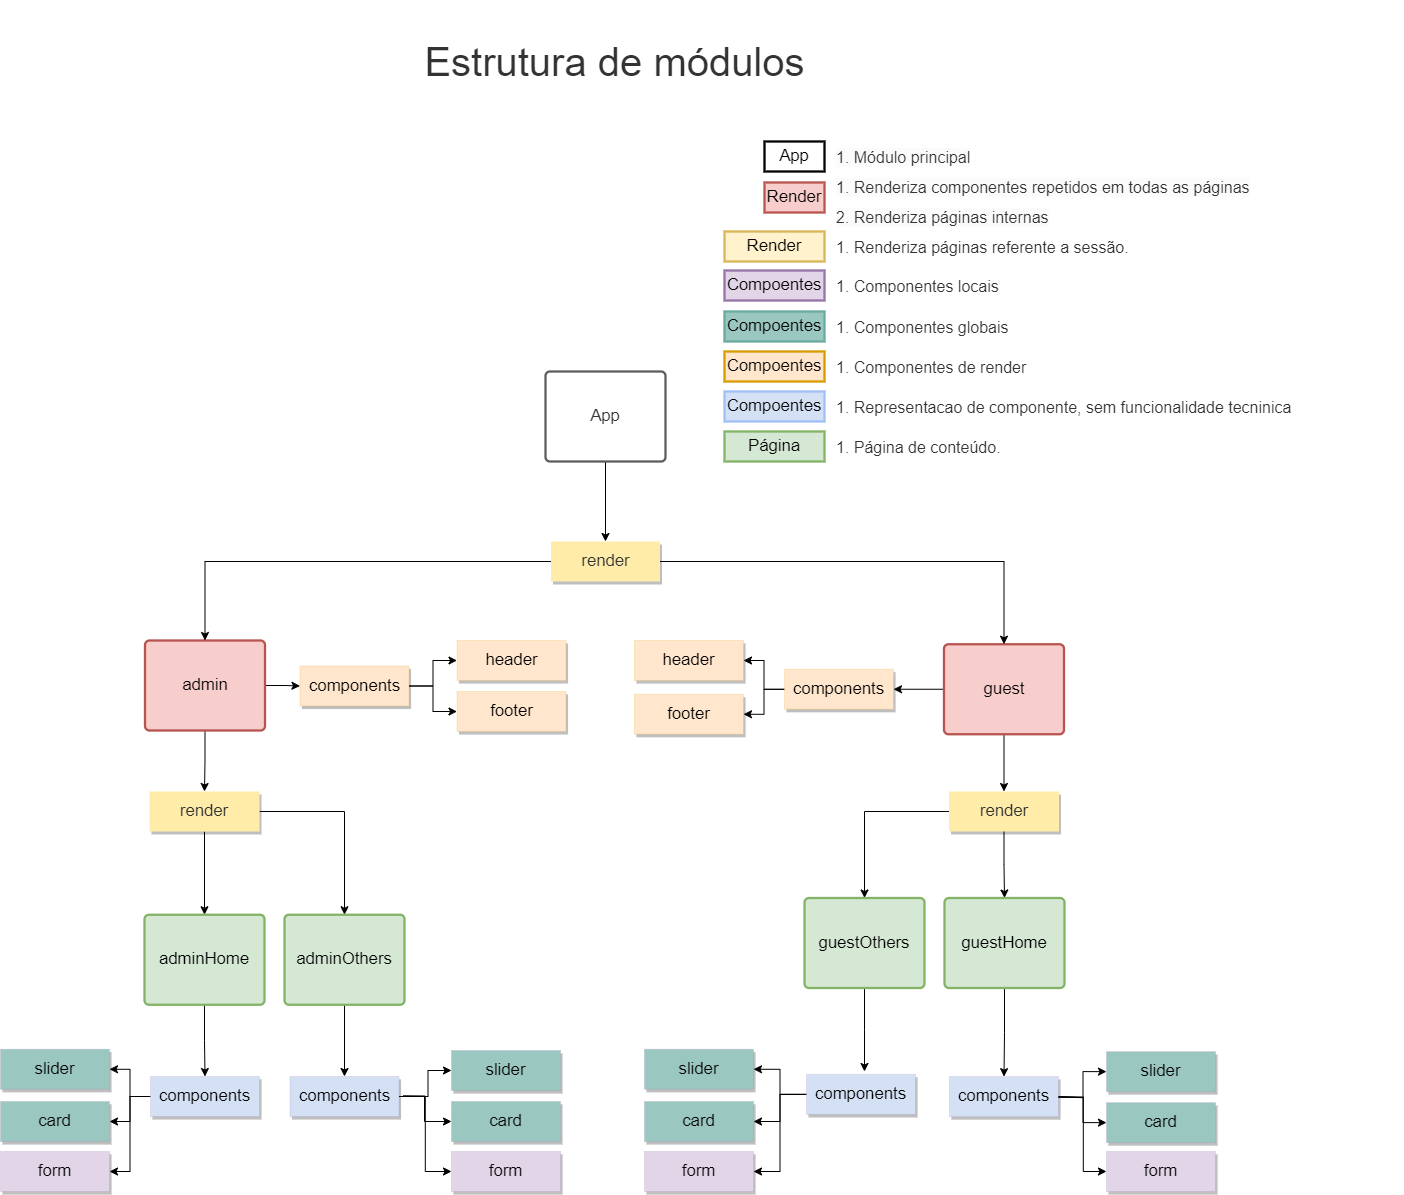 Estrutura de módulos
App 1. Módulo principal
Render 1. Renderiza componentes repetidos em todas as páginas
2. Renderiza páginas internas
Render 1. Renderiza páginas referente a sessão.
Compoentes 1. Componentes locais
Compoentes 1. Componentes globais
Compoentes 1. Componentes de render
Compoentes 1. Representacao de componente, sem funcionalidade tecninica
Página 1. Página de conteúdo.
App
render
admin
components
header
footer
header
footer
components
guest
render
render
adminHome
adminOthers
guestOthers
guestHome
slider
card
form
components
components
slider
card
form
slider
card
form
components
components
slider
card
form